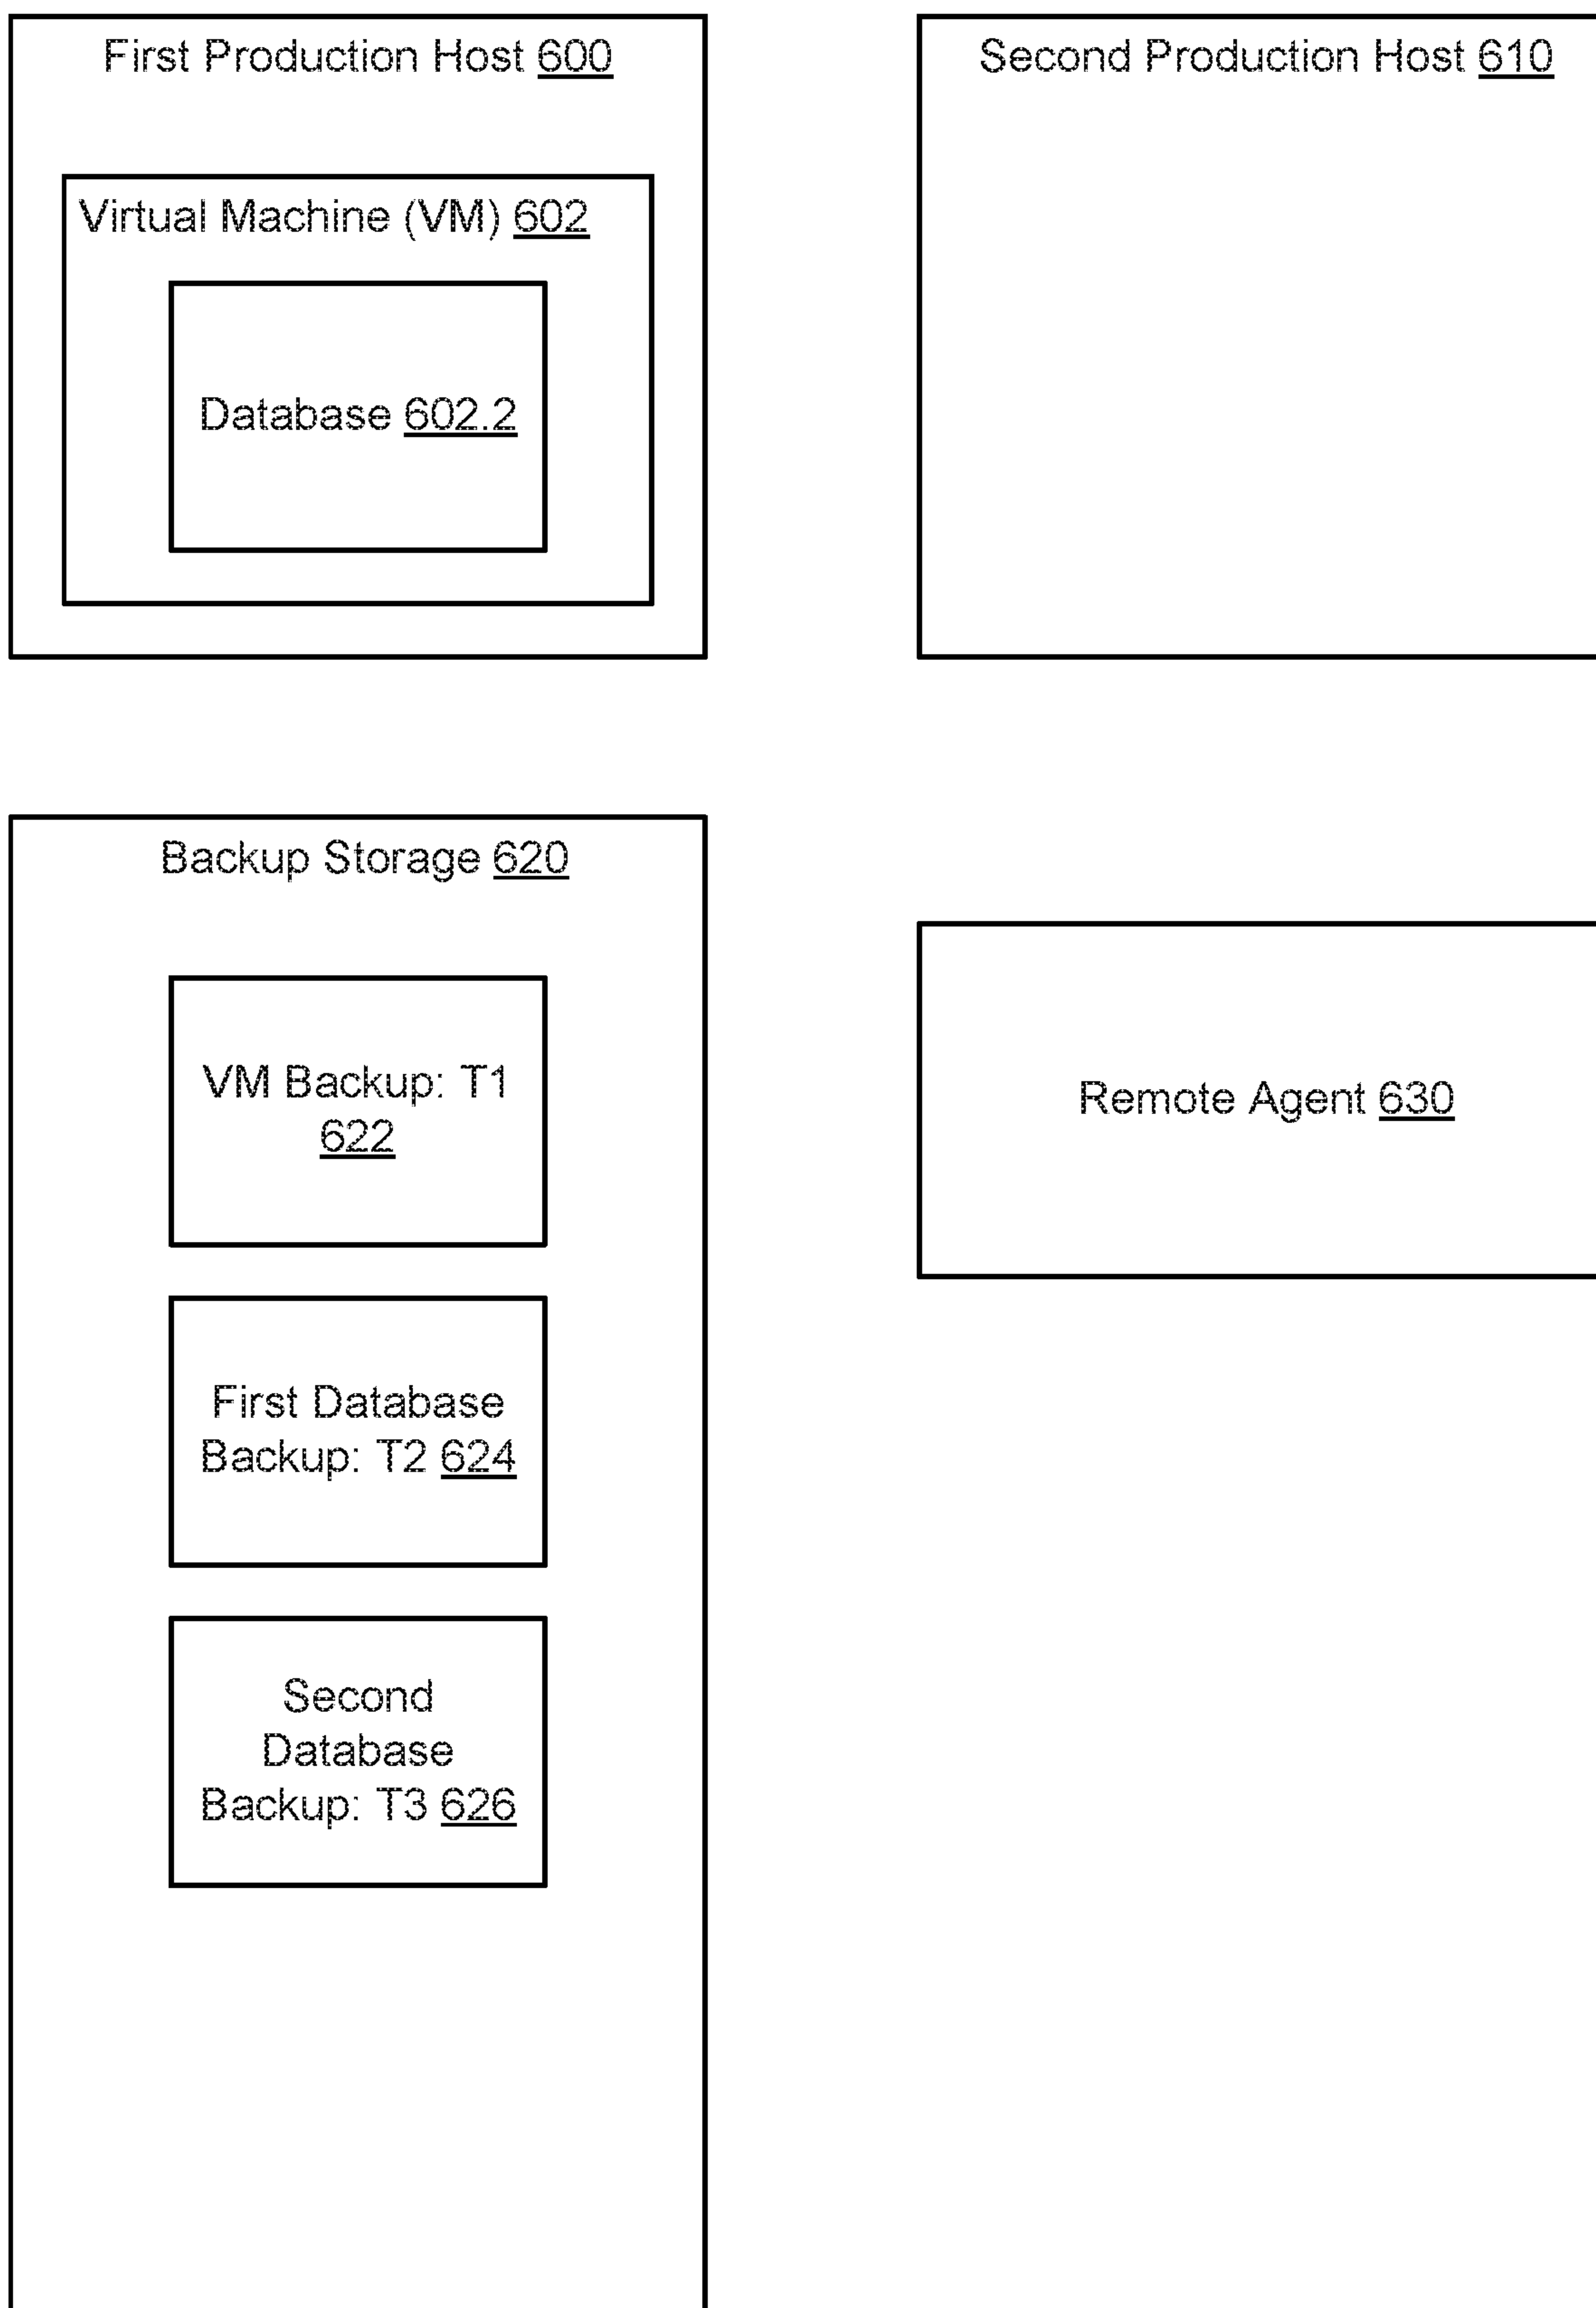 First Production Host 600
Virtual Machine (VM) 602
Database 602.2
Second Production Host 610
Backup Storage 620
VM Backup: T1
622
First Database
Backup: T2 624
Second
Database
Backup: T3 626
Remote Agent 630